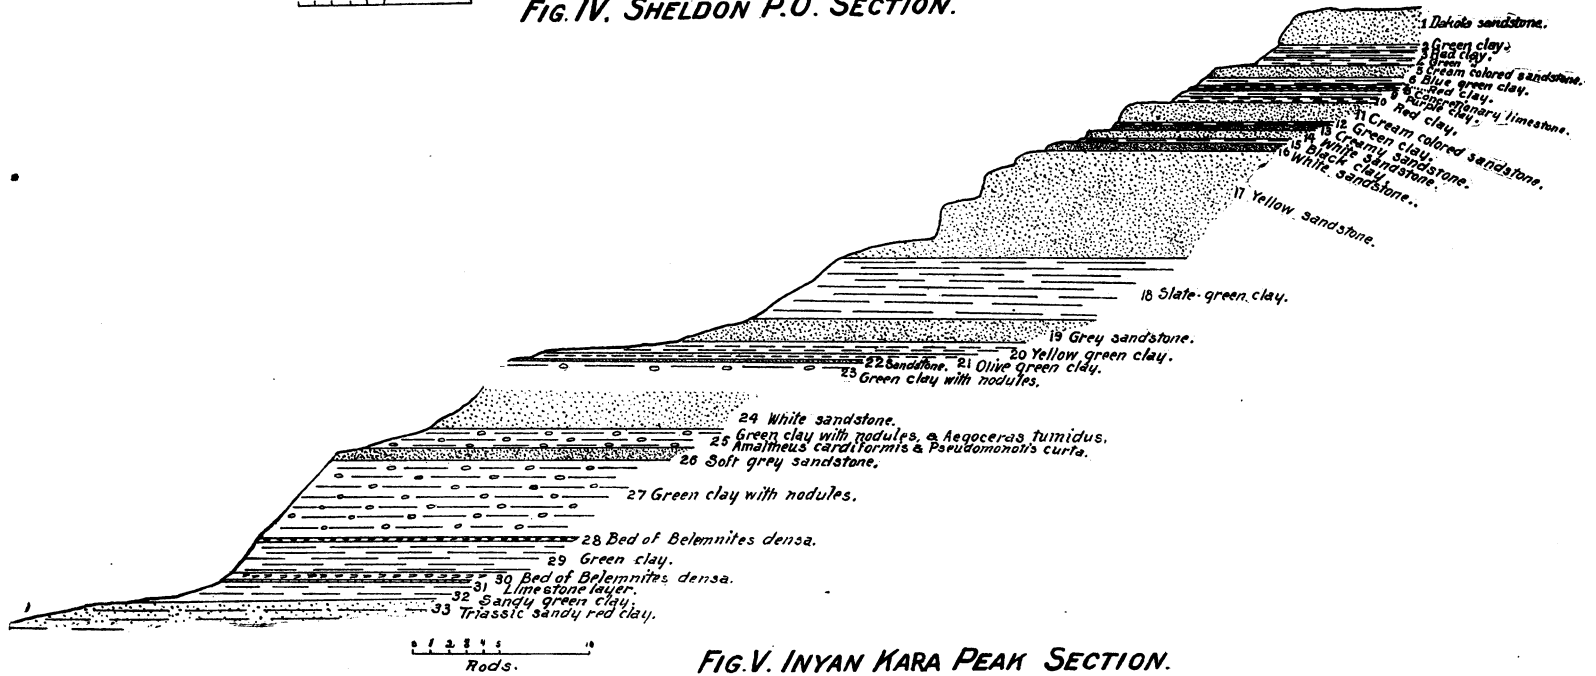 FIG. IV. SHELDON P.O. SECTION.
1 Dakota sandstone.
2 Green clay.
3 Red clay.
4 Green "
5 Cream colored sandstone.
6 Blue green clay.
7 Red clay.
8 Concretionary limestone.
9 Purple clay.
10 Red clay.
11 Cream colored sandstone.
12 Green clay.
13 Creamy sandstone.
14 White sandstone.
15 Black clay.
16 White sandstone.
17 Yellow sandstone.
18 Slate-green clay.
19 Grey sandstone.
20 Yellow green clay.
22 Sandstone. 21 Olive green clay.
23 Green clay with nodules.
24 White sandstone.
25 Green clay with nodules, & Aegoceras tumidus,
Amaltheus cardiformis & Pseudomonotis curta.
26 Soft grey sandstone.
27 Green clay with nodules.
28 Bed of Belemnites densa.
29 Green clay.
30 Bed of Belemnites densa.
31 Limestone layer.
32 Sandy green clay.
33 Triassic sandy red clay.
0 1 2 3 4 5 10
Rods.
FIG. V. INYAN KARA PEAK SECTION.